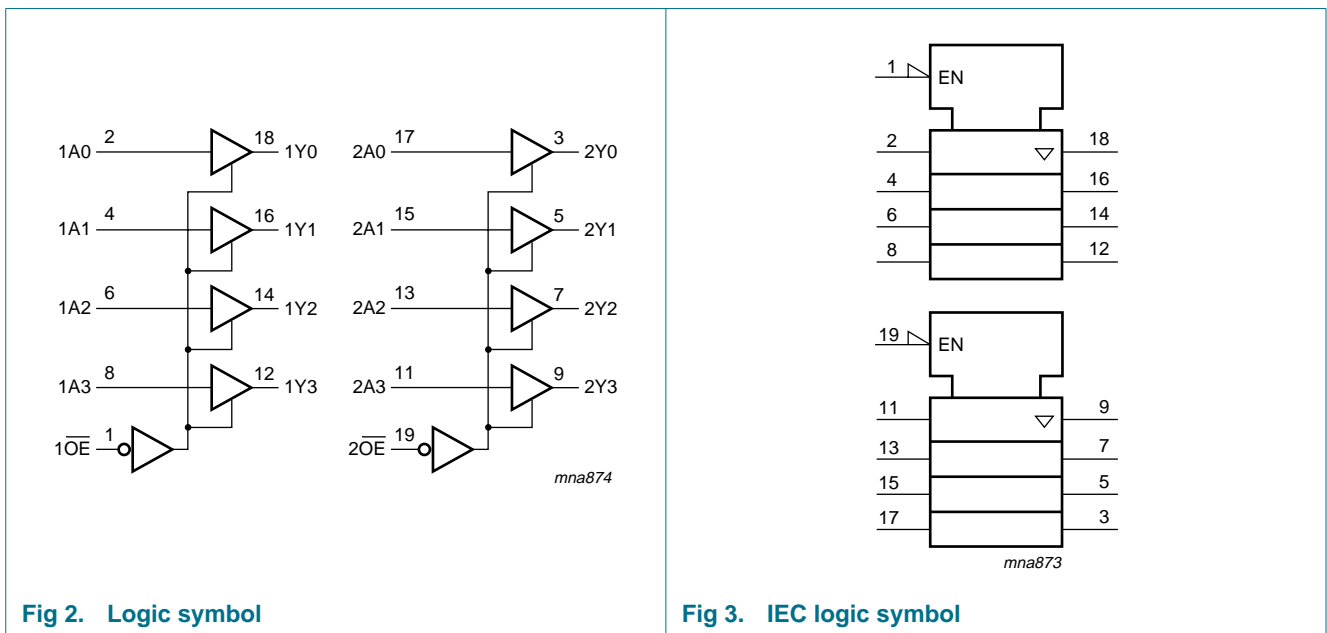 1A0 2 18 1Y0
2A0 17 3 2Y0
1A1 4 16 1Y1
2A1 15 5 2Y1
1A2 6 14 1Y2
2A2 13 7 2Y2
1A3 8 12 1Y3
2A3 11 9 2Y3
1O̅E̅ 1
2O̅E̅ 19
mna874
Fig 2. Logic symbol
1 EN
2 18
4 16
6 14
8 12
19 EN
11 9
13 7
15 5
17 3
mna873
Fig 3. IEC logic symbol